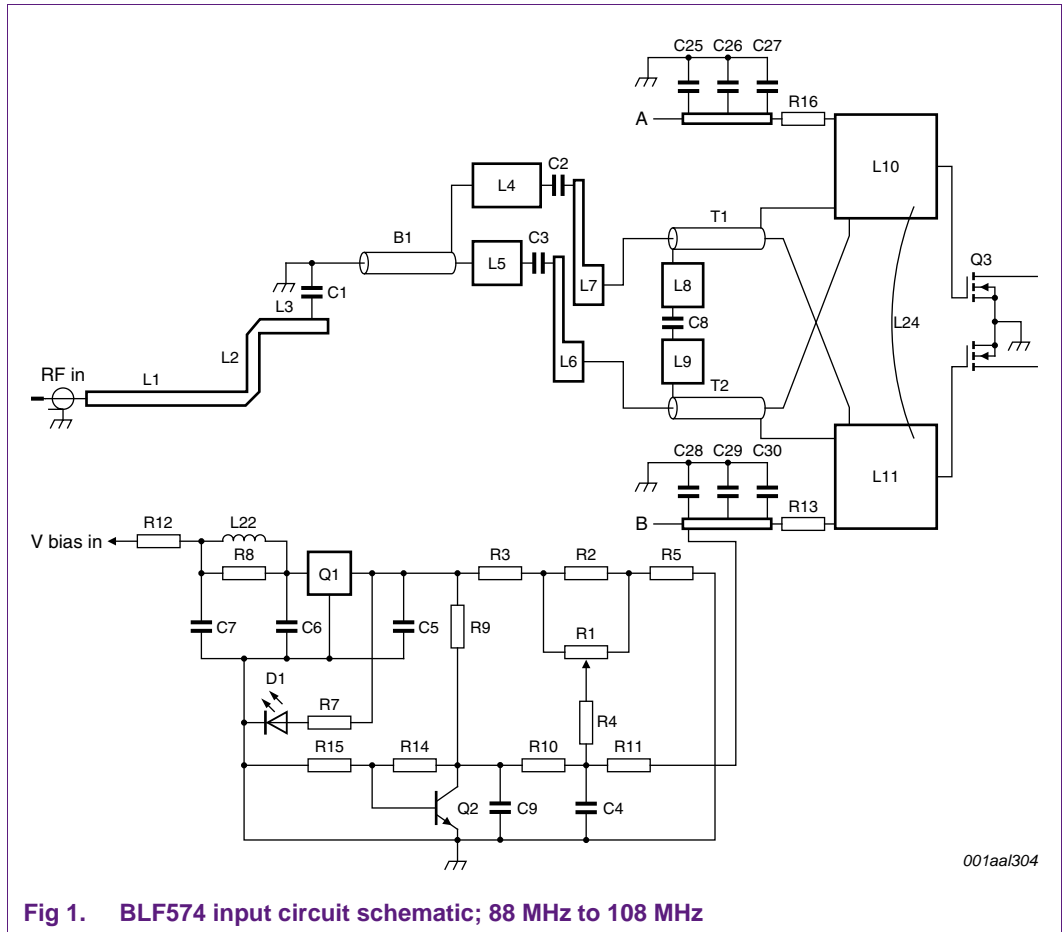 C25 C26 C27
A
R16
L10
C2
L4
T1
B1
C3
L5
Q3
L7
L8
C1
L3
C8
L24
L2
L6
L9
RF in
L1
T2
C28 C29 C30
L11
B
R13
R12
L22
V bias in
R3
R2
R5
R8
Q1
C7
C6
C5
R9
R1
D1
R7
R4
R15
R14
R10
R11
Q2
C9
C4
001aal304
Fig 1. BLF574 input circuit schematic; 88 MHz to 108 MHz